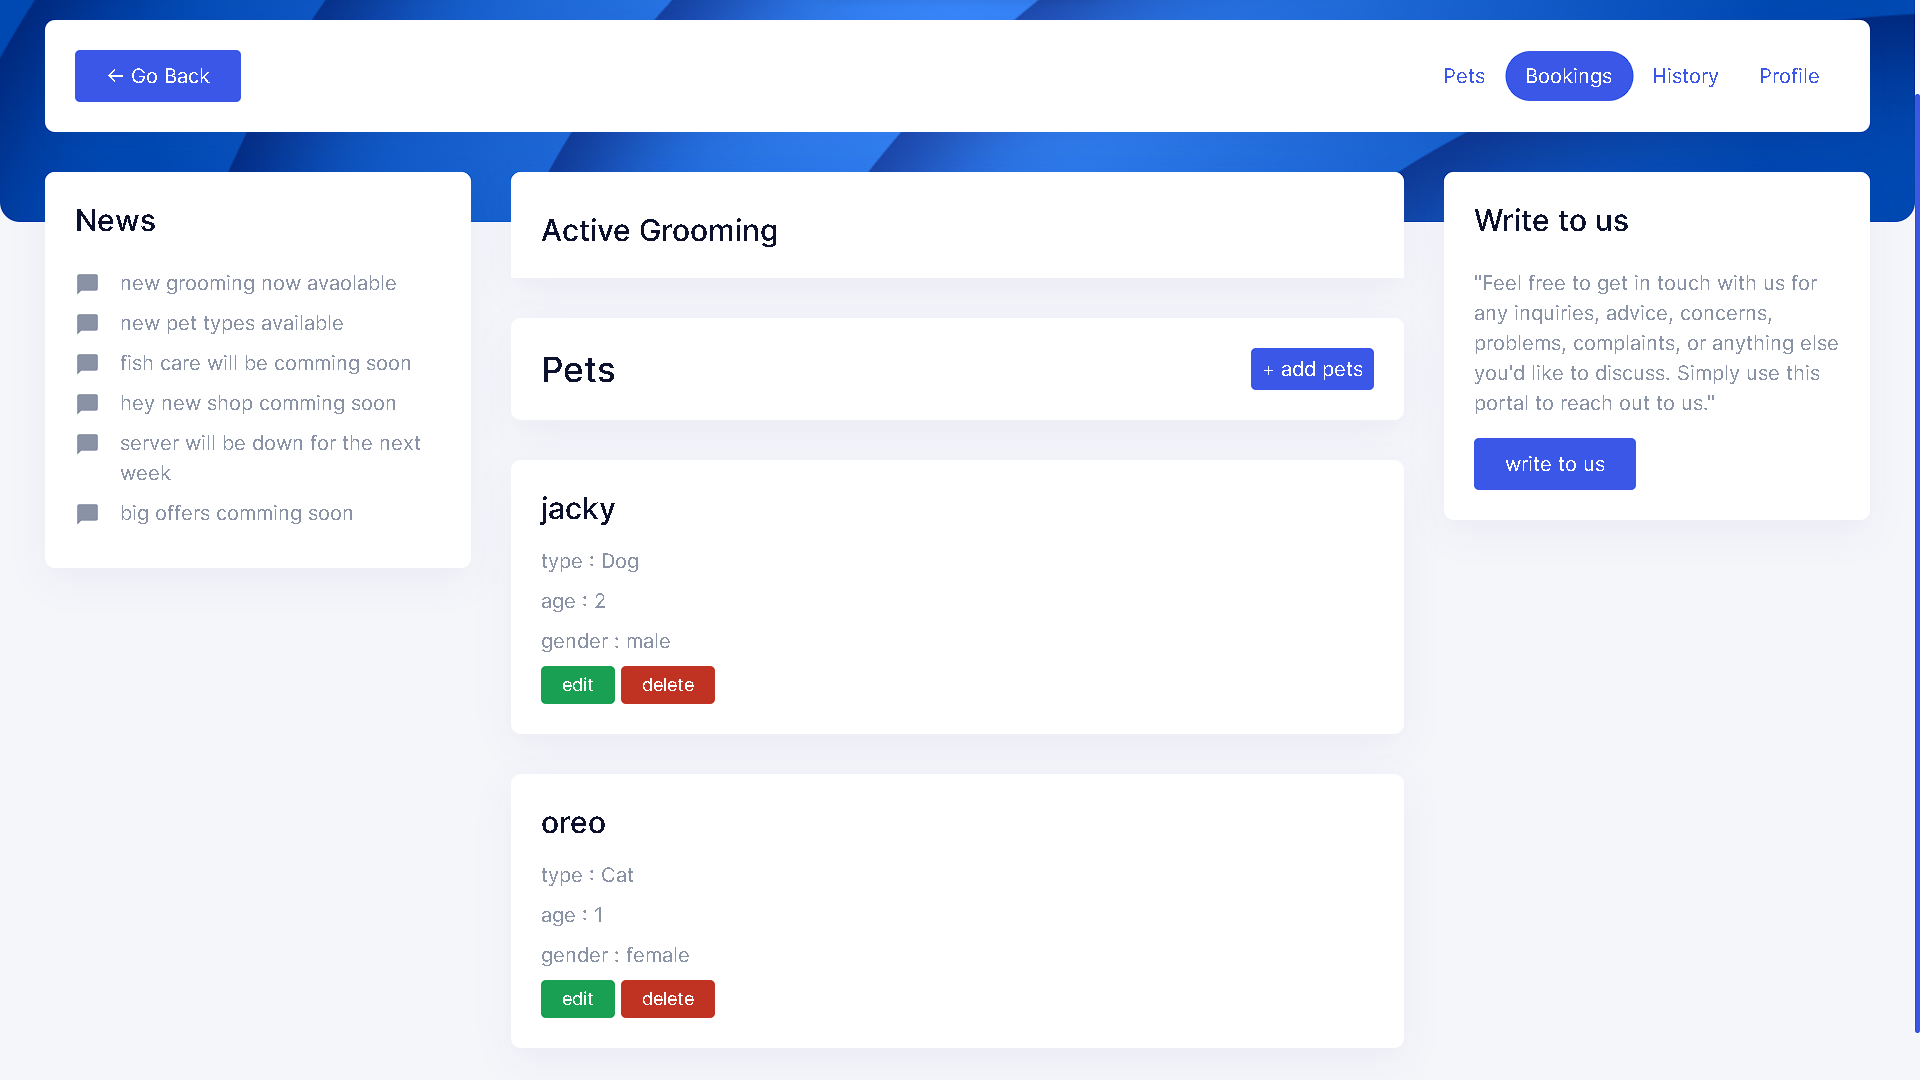 ← Go Back
Pets
Bookings
History
Profile
News
new grooming now avaolable
new pet types available
fish care will be comming soon
hey new shop comming soon
server will be down for the next
week
big offers comming soon
Active Grooming
Pets
+ add pets
jacky
type : Dog
age : 2
gender : male
edit
delete
oreo
type : Cat
age : 1
gender : female
edit
delete
Write to us
"Feel free to get in touch with us for
any inquiries, advice, concerns,
problems, complaints, or anything else
you'd like to discuss. Simply use this
portal to reach out to us."
write to us